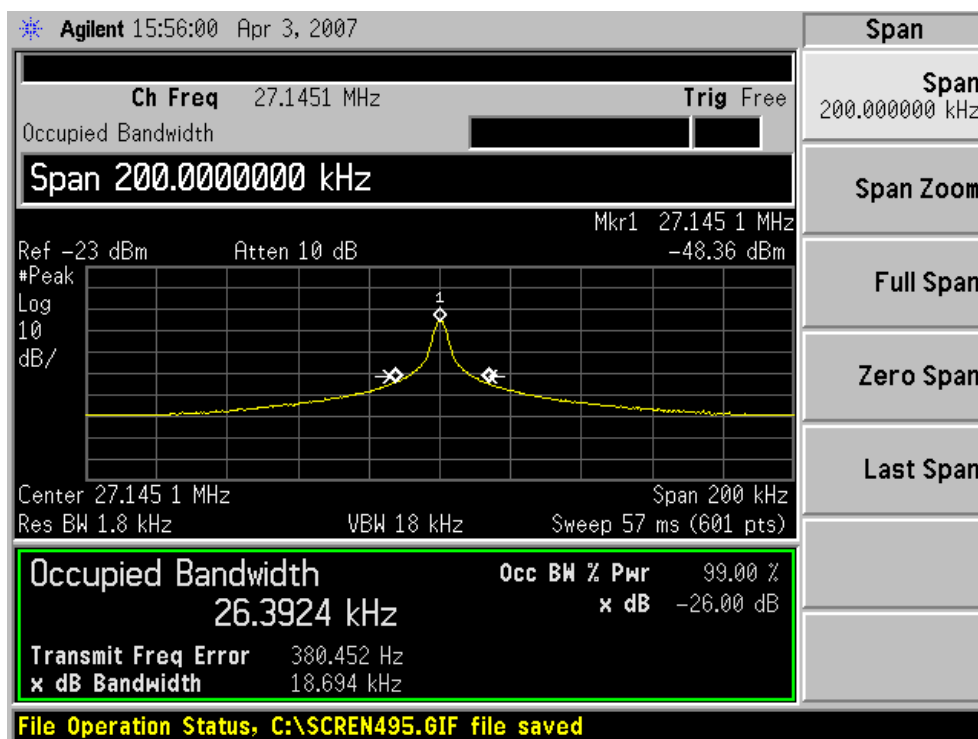 Agilent 15:56:00 Apr 3, 2007
Span
Ch Freq 27.1451 MHz
Trig Free
Occupied Bandwidth
Span 200.0000000 kHz
Mkr1 27.145 1 MHz
Ref -23 dBm
Atten 10 dB
-48.36 dBm
#Peak
Log
10
dB/
1
Center 27.145 1 MHz
Span 200 kHz
Res BW 1.8 kHz
VBW 18 kHz
Sweep 57 ms (601 pts)
Occupied Bandwidth
26.3924 kHz
Occ BW % Pwr 99.00 %
x dB -26.00 dB
Transmit Freq Error 380.452 Hz
x dB Bandwidth 18.694 kHz
File Operation Status, C:\SCREN495.GIF file saved
Span
200.000000 kHz
Span Zoom
Full Span
Zero Span
Last Span